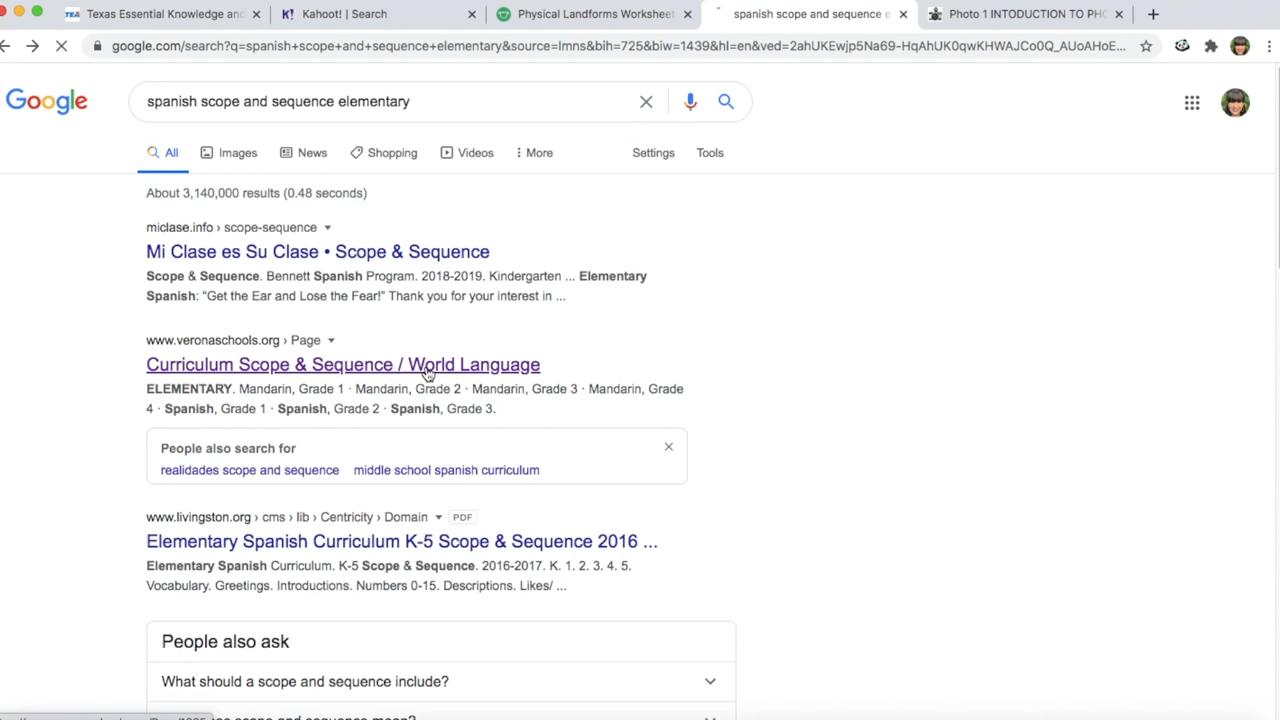 Texas Essential Knowledge and
Kahoot! | Search
Physical Landforms Worksheet
spanish scope and sequence e
Photo 1 INTODUCTION TO PHO
google.com/search?q=spanish+scope+and+sequence+elementary&source=lmns&bih=725&biw=1439&hl=en&ved=2ahUKEwjp5Na69-HqAhUK0qwKHWAJCo0Q_AUoAHoE...
Google
spanish scope and sequence elementary
All Images News Shopping Videos More Settings Tools
About 3,140,000 results (0.48 seconds)
miclase.info › scope-sequence
Mi Clase es Su Clase • Scope & Sequence
Scope & Sequence. Bennett Spanish Program. 2018-2019. Kindergarten ... Elementary
Spanish: “Get the Ear and Lose the Fear!” Thank you for your interest in ...
www.veronaschools.org › Page
Curriculum Scope & Sequence / World Language
ELEMENTARY. Mandarin, Grade 1 · Mandarin, Grade 2 · Mandarin, Grade 3 · Mandarin, Grade
4 · Spanish, Grade 1 · Spanish, Grade 2 · Spanish, Grade 3.
People also search for
realidades scope and sequence middle school spanish curriculum
www.livingston.org › cms › lib › Centricity › Domain PDF
Elementary Spanish Curriculum K-5 Scope & Sequence 2016 ...
Elementary Spanish Curriculum. K-5 Scope & Sequence. 2016-2017. K. 1. 2. 3. 4. 5.
Vocabulary. Greetings. Introductions. Numbers 0-15. Descriptions. Likes/ ...
People also ask
What should a scope and sequence include?
scope and sequence mean?